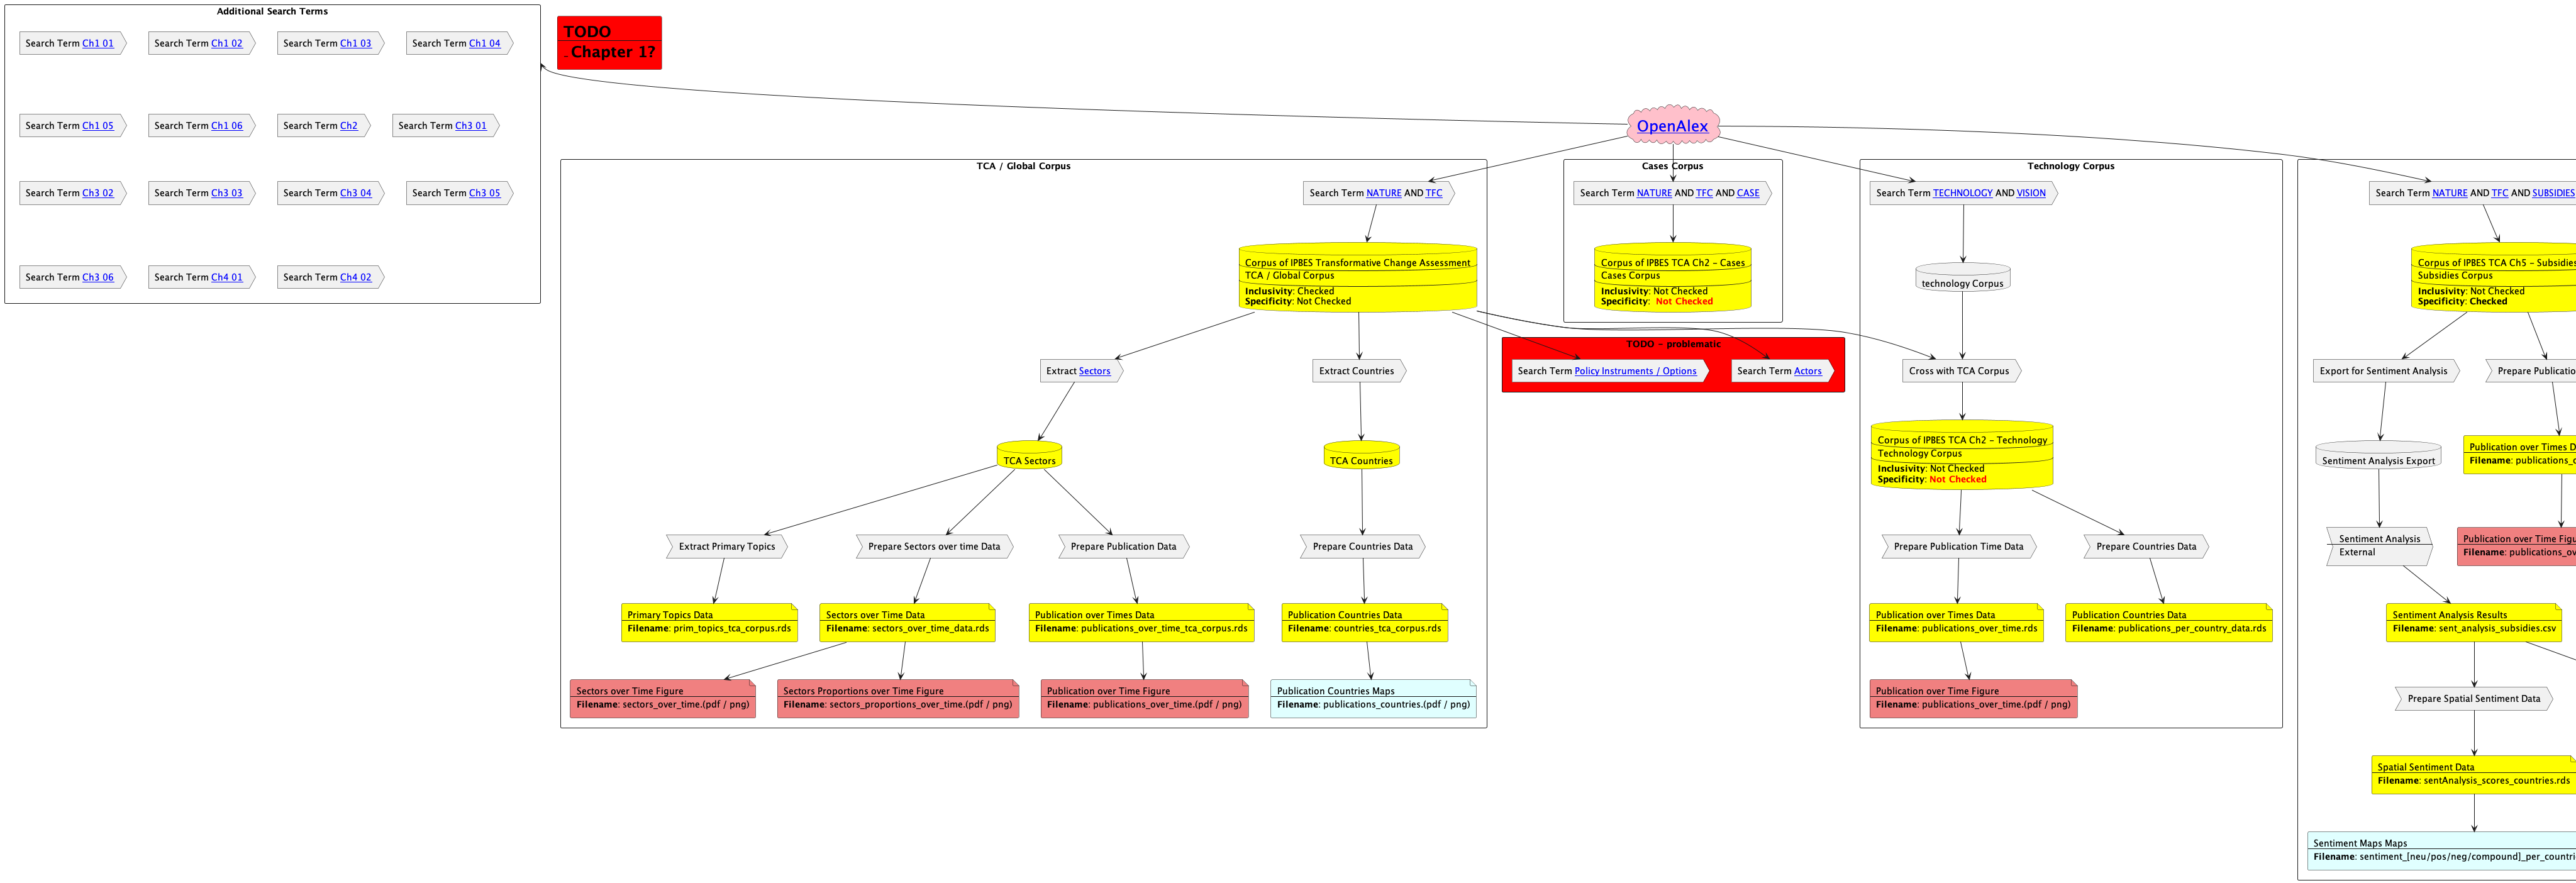 Additional Search Terms
Search Term Ch1 01
Search Term Ch1 02
Search Term Ch1 03
Search Term Ch1 04
Search Term Ch1 05
Search Term Ch1 06
Search Term Ch2
Search Term Ch3 01
Search Term Ch3 02
Search Term Ch3 03
Search Term Ch3 04
Search Term Ch3 05
Search Term Ch3 06
Search Term Ch4 01
Search Term Ch4 02
TODO
- Chapter 1?
OpenAlex
TCA / Global Corpus
Search Term NATURE AND TFC
Corpus of IPBES Transformative Change Assessment
TCA / Global Corpus
Inclusivity: Checked
Specificity: Not Checked
Extract Sectors
Extract Countries
TCA Sectors
TCA Countries
Extract Primary Topics
Prepare Sectors over time Data
Prepare Publication Data
Prepare Countries Data
Primary Topics Data
Filename: prim_topics_tca_corpus.rds
Sectors over Time Data
Filename: sectors_over_time_data.rds
Publication over Times Data
Filename: publications_over_time_tca_corpus.rds
Publication Countries Data
Filename: countries_tca_corpus.rds
Sectors over Time Figure
Filename: sectors_over_time.(pdf / png)
Sectors Proportions over Time Figure
Filename: sectors_proportions_over_time.(pdf / png)
Publication over Time Figure
Filename: publications_over_time.(pdf / png)
Publication Countries Maps
Filename: publications_countries.(pdf / png)
Cases Corpus
Search Term NATURE AND TFC AND CASE
Corpus of IPBES TCA Ch2 - Cases
Cases Corpus
Inclusivity: Not Checked
Specificity: Not Checked
TODO - problematic
Search Term Policy Instruments / Options
Search Term Actors
Technology Corpus
Search Term TECHNOLOGY AND VISION
technology Corpus
Cross with TCA Corpus
Corpus of IPBES TCA Ch2 - Technology
Technology Corpus
Inclusivity: Not Checked
Specificity: Not Checked
Prepare Publication Time Data
Prepare Countries Data
Publication over Times Data
Filename: publications_over_time.rds
Publication Countries Data
Filename: publications_per_country_data.rds
Publication over Time Figure
Filename: publications_over_time.(pdf / png)
Search Term NATURE AND TFC AND SUBSIDIES
Corpus of IPBES TCA Ch5 - Subsidies
Subsidies Corpus
Inclusivity: Not Checked
Specificity: Checked
Export for Sentiment Analysis
Prepare Publicatio
Sentiment Analysis Export
Publication over Times D
Filename: publications_o
Sentiment Analysis
External
Publication over Time Figu
Filename: publications_ov
Sentiment Analysis Results
Filename: sent_analysis_subsidies.csv
Prepare Spatial Sentiment Data
Spatial Sentiment Data
Filename: sentAnalysis_scores_countries.rds
Sentiment Maps Maps
Filename: sentiment_[neu/pos/neg/compound]_per_countri